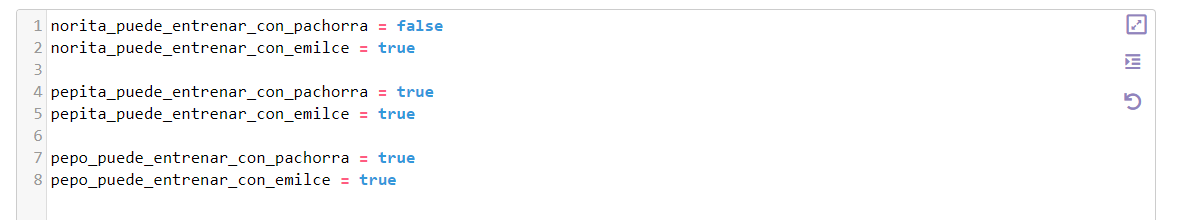 1 norita_puede_entrenar_con_pachorra = false
2 norita_puede_entrenar_con_emilce = true
3
4 pepita_puede_entrenar_con_pachorra = true
5 pepita_puede_entrenar_con_emilce = true
6
7 pepo_puede_entrenar_con_pachorra = true
8 pepo_puede_entrenar_con_emilce = true